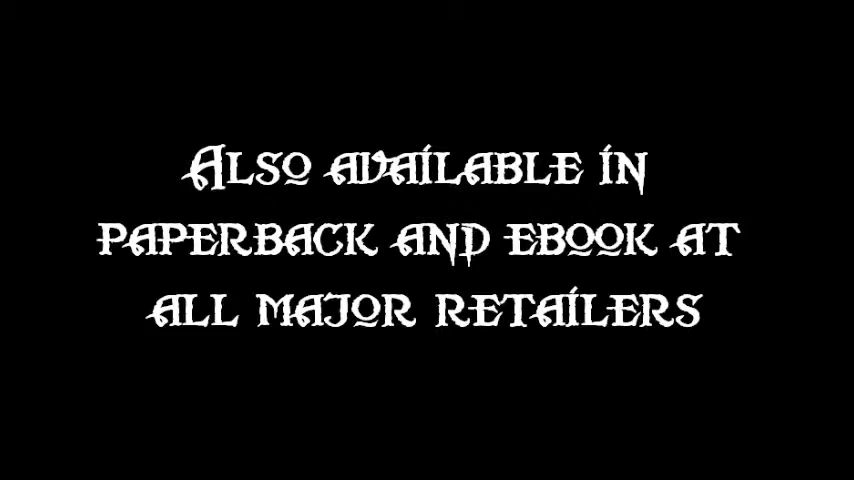 Also available in
paperback and ebook at
all major retailers